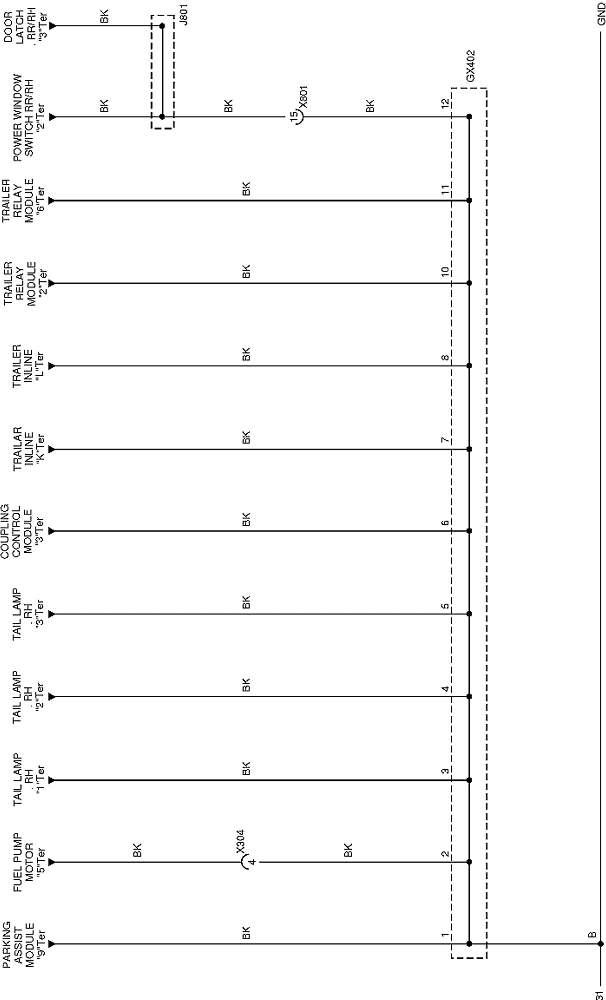 DOOR
LATCH
. RR/RH
"3"Ter
BK
J801
POWER WINDOW
SWITCH RR/RH
"2"Ter
BK
BK
15
X801
BK
12
GX402
GND
TRAILER
RELAY
MODULE
"6"Ter
BK
11
TRAILER
RELAY
MODULE
"2"Ter
BK
10
TRAILER
INLINE
"L"Ter
BK
8
TRAILAR
INLINE
"K"Ter
BK
7
COUPLING
CONTROL
MODULE
"3"Ter
BK
6
TAIL LAMP
. RH
"3"Ter
BK
5
TAIL LAMP
. RH
"2"Ter
BK
4
TAIL LAMP
. RH
"1"Ter
BK
3
FUEL PUMP
MOTOR
"5"Ter
BK
X304
4
BK
2
PARKING
ASSIST
MODULE
"9"Ter
BK
1
B